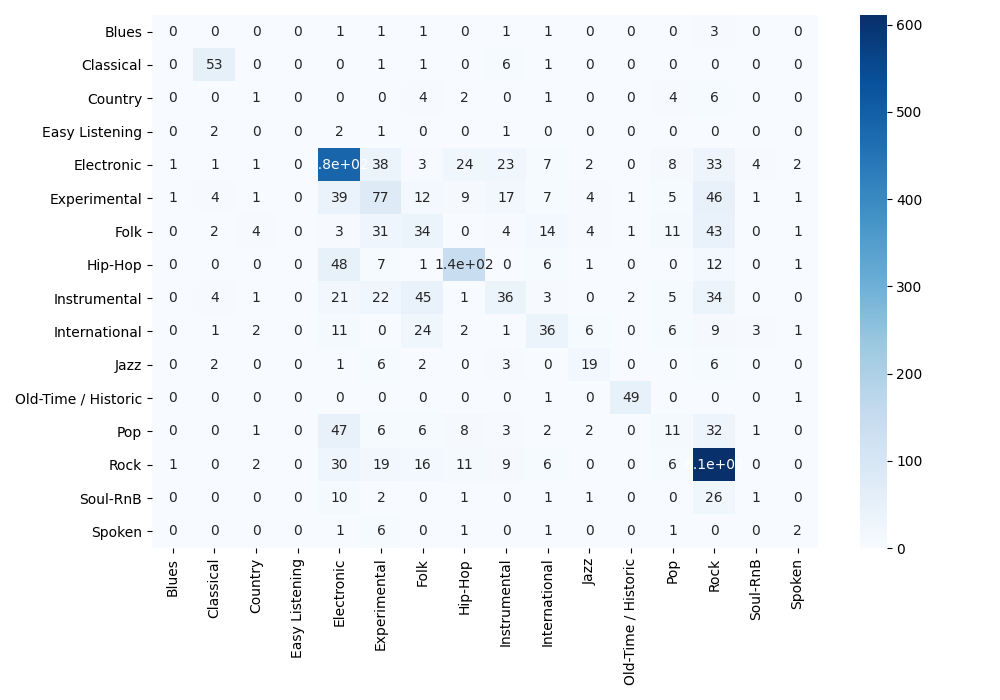 Blues 0 0 0 0 1 1 1 0 1 1 0 0 0 3 0 0
Classical 0 53 0 0 0 1 1 0 6 1 0 0 0 0 0 0
Country 0 0 1 0 0 0 4 2 0 1 0 0 4 6 0 0
Easy Listening 0 2 0 0 2 1 0 0 1 0 0 0 0 0 0 0
Electronic 1 1 1 0 .8e+0 38 3 24 23 7 2 0 8 33 4 2
Experimental 1 4 1 0 39 77 12 9 17 7 4 1 5 46 1 1
Folk 0 2 4 0 3 31 34 0 4 14 4 1 11 43 0 1
Hip-Hop 0 0 0 0 48 7 1 1.4e+02 0 6 1 0 0 12 0 1
Instrumental 0 4 1 0 21 22 45 1 36 3 0 2 5 34 0 0
International 0 1 2 0 11 0 24 2 1 36 6 0 6 9 3 1
Jazz 0 2 0 0 1 6 2 0 3 0 19 0 0 6 0 0
Old-Time / Historic 0 0 0 0 0 0 0 0 0 1 0 49 0 0 0 1
Pop 0 0 1 0 47 6 6 8 3 2 2 0 11 32 1 0
Rock 1 0 2 0 30 19 16 11 9 6 0 0 6 .1e+0 0 0
Soul-RnB 0 0 0 0 10 2 0 1 0 1 1 0 0 26 1 0
Spoken 0 0 0 0 1 6 0 1 0 1 0 0 1 0 0 2
Blues Classical Country Easy Listening Electronic Experimental Folk Hip-Hop Instrumental International Jazz Old-Time / Historic Pop Rock Soul-RnB Spoken
600
500
400
300
200
100
0